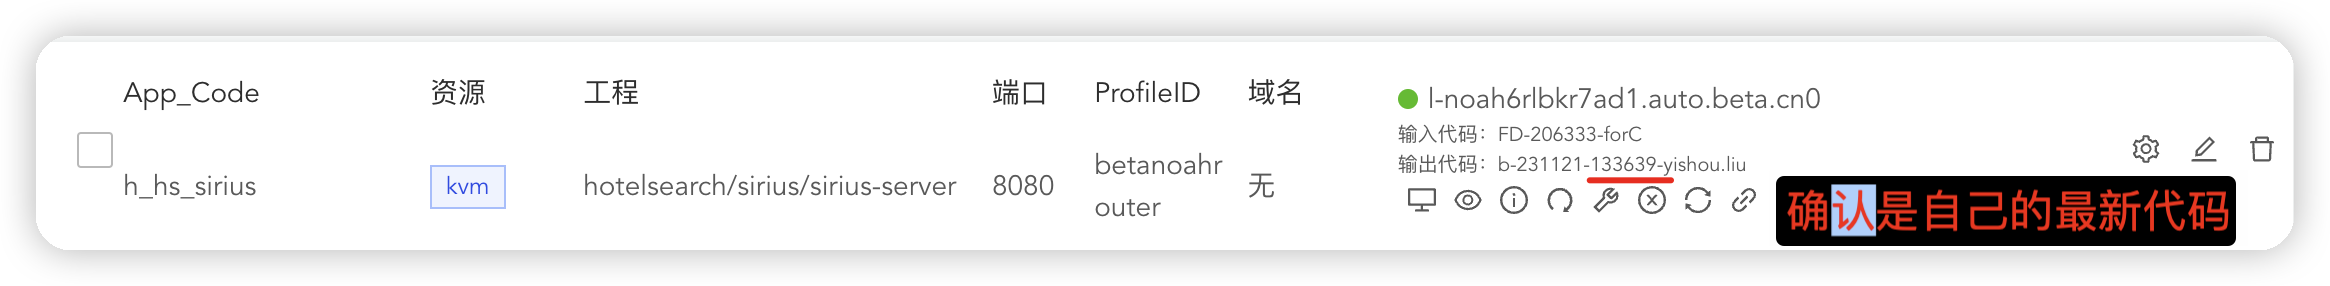 App_Code 资源 工程 端口 ProfileID 域名
h_hs_sirius kvm hotelsearch/sirius/sirius-server 8080 betanoahr
outer 无
l-noah6rlbkr7ad1.auto.beta.cn0
输入代码：FD-206333-forC
输出代码：b-231121-133639-yishou.liu
确认是自己的最新代码